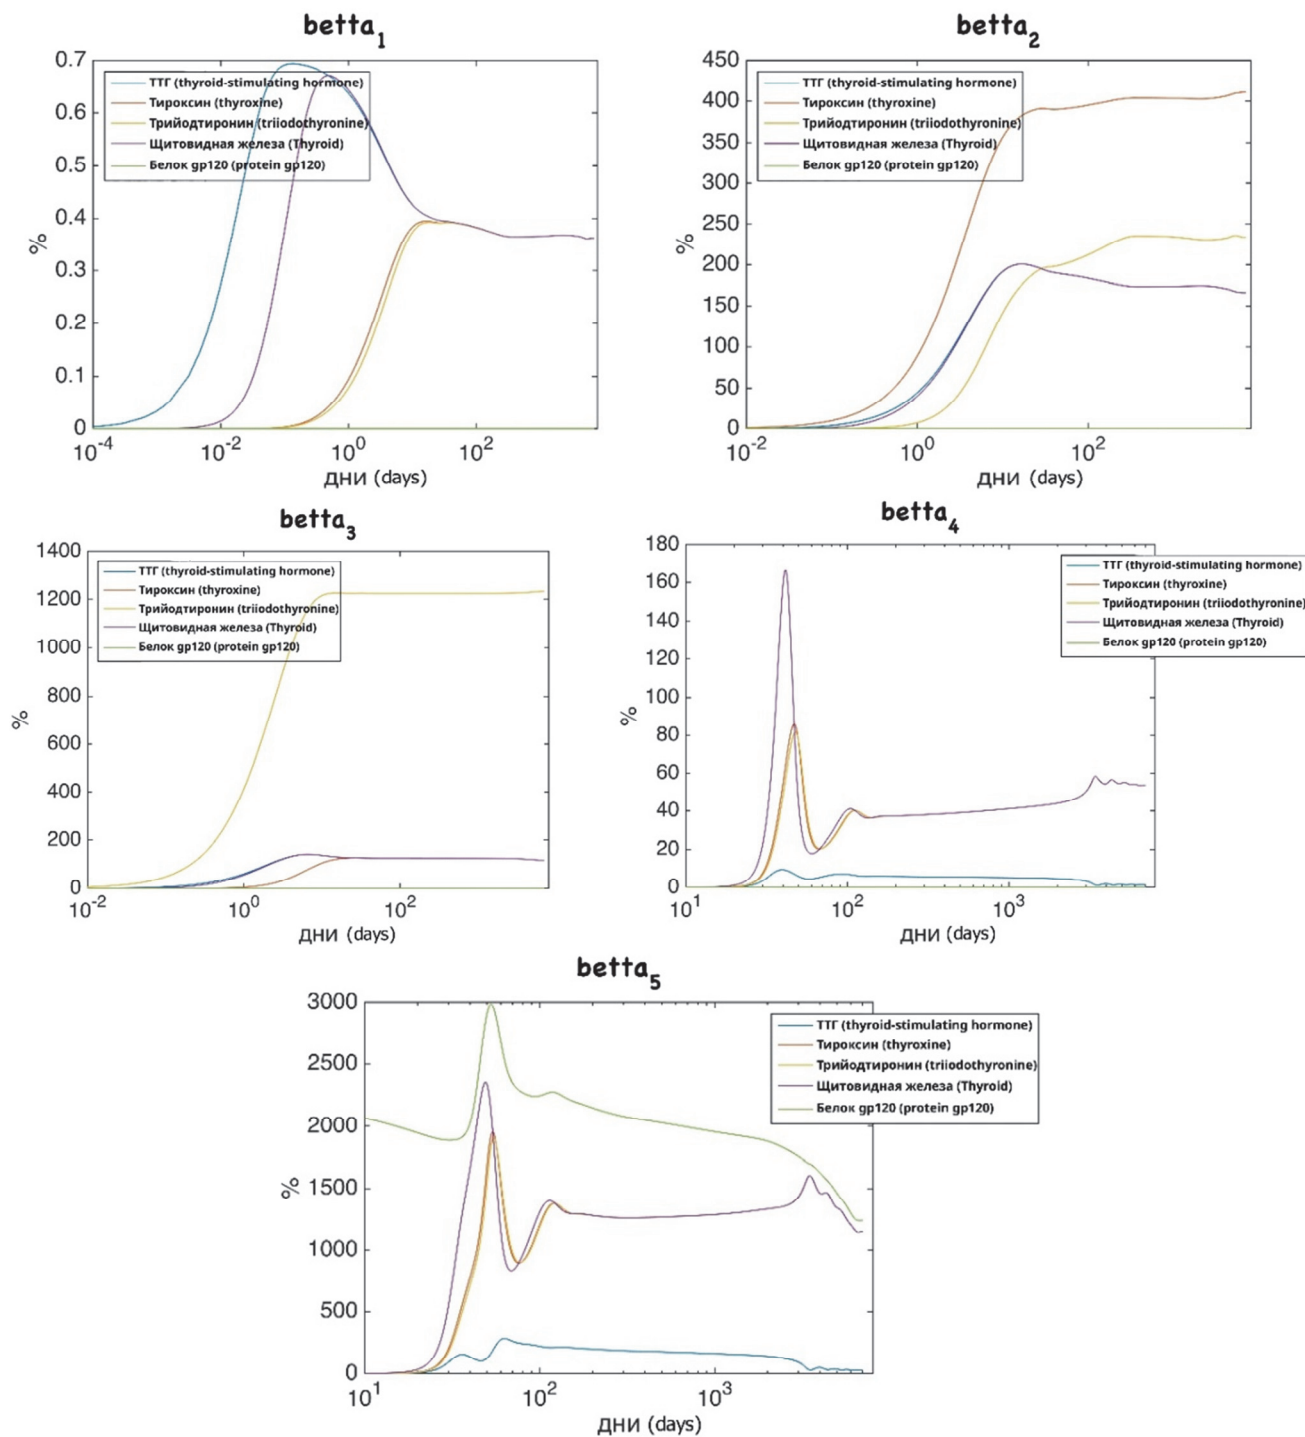 betta1
0.7
0.6
0.5
0.4
0.3
0.2
0.1
0
%
ТТГ (thyroid-stimulating hormone)
Тироксин (thyroxine)
Трийодтиронин (triiodothyronine)
Щитовидная железа (Thyroid)
Белок gp120 (protein gp120)
10-4 10-2 100 102
дни (days)
betta2
450
400
350
300
250
200
150
100
50
0
%
ТТГ (thyroid-stimulating hormone)
Тироксин (thyroxine)
Трийодтиронин (triiodothyronine)
Щитовидная железа (Thyroid)
Белок gp120 (protein gp120)
10-2 100 102
дни (days)
betta3
1400
1200
1000
800
600
400
200
0
%
ТТГ (thyroid-stimulating hormone)
Тироксин (thyroxine)
Трийодтиронин (triiodothyronine)
Щитовидная железа (Thyroid)
Белок gp120 (protein gp120)
10-2 100 102
дни (days)
betta4
180
160
140
120
100
80
60
40
20
0
%
ТТГ (thyroid-stimulating hormone)
Тироксин (thyroxine)
Трийодтиронин (triiodothyronine)
Щитовидная железа (Thyroid)
Белок gp120 (protein gp120)
101 102 103
дни (days)
betta5
3000
2500
2000
1500
1000
500
0
%
ТТГ (thyroid-stimulating hormone)
Тироксин (thyroxine)
Трийодтиронин (triiodothyronine)
Щитовидная железа (Thyroid)
Белок gp120 (protein gp120)
101 102 103
дни (days)